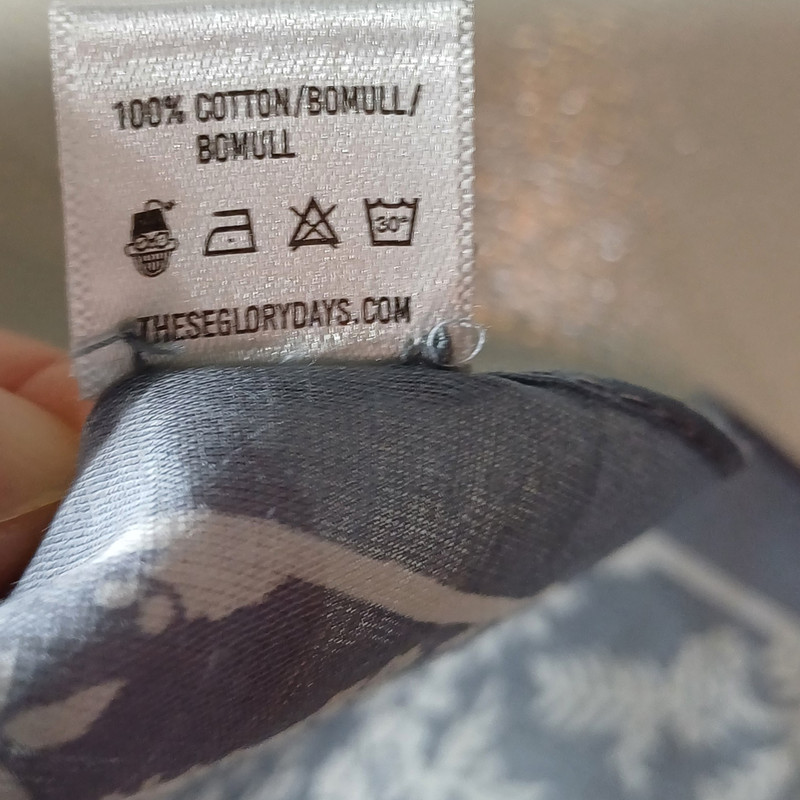 100% COTTON/BOMULL/
BOMULL
30°
THESEGLORYDAYS.COM